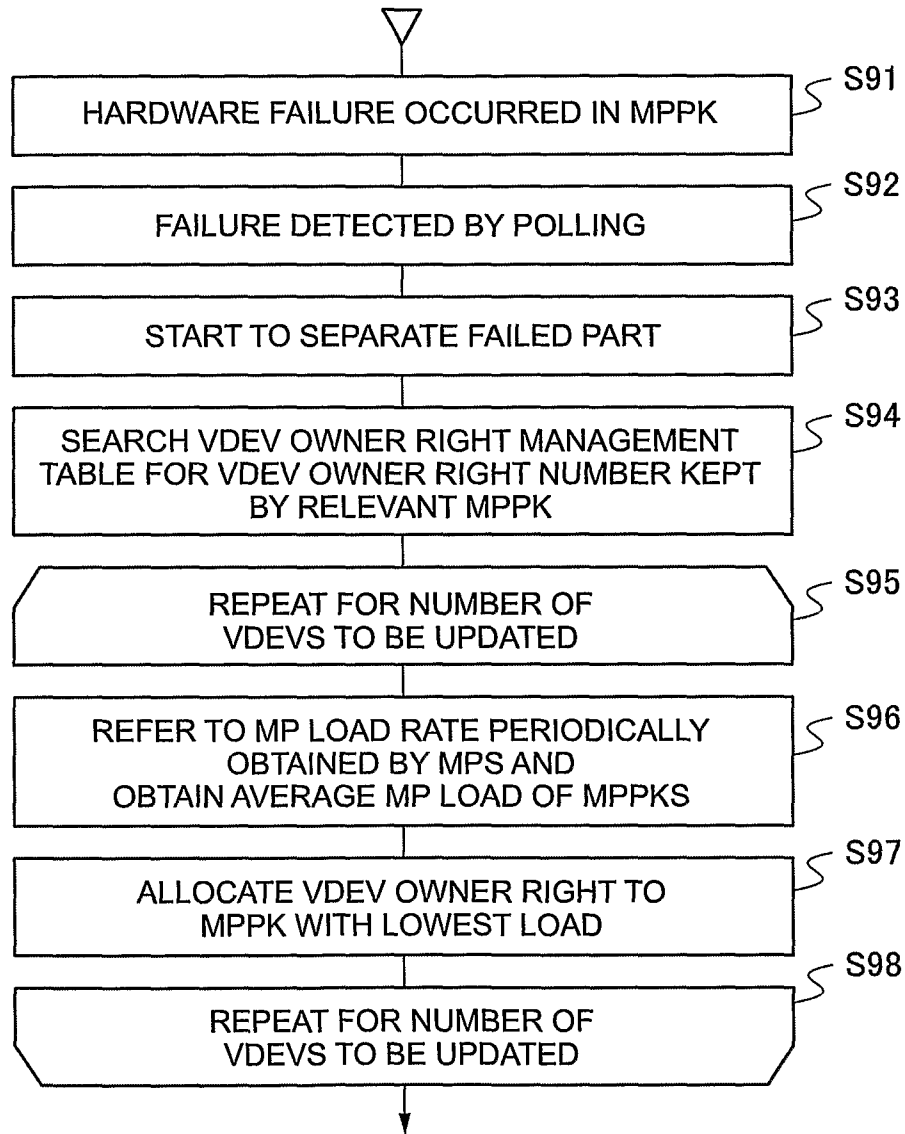 S91
HARDWARE FAILURE OCCURRED IN MPPK
S92
FAILURE DETECTED BY POLLING
S93
START TO SEPARATE FAILED PART
S94
SEARCH VDEV OWNER RIGHT MANAGEMENT
TABLE FOR VDEV OWNER RIGHT NUMBER KEPT
BY RELEVANT MPPK
S95
REPEAT FOR NUMBER OF
VDEVS TO BE UPDATED
S96
REFER TO MP LOAD RATE PERIODICALLY
OBTAINED BY MPS AND
OBTAIN AVERAGE MP LOAD OF MPPKS
S97
ALLOCATE VDEV OWNER RIGHT TO
MPPK WITH LOWEST LOAD
S98
REPEAT FOR NUMBER OF
VDEVS TO BE UPDATED